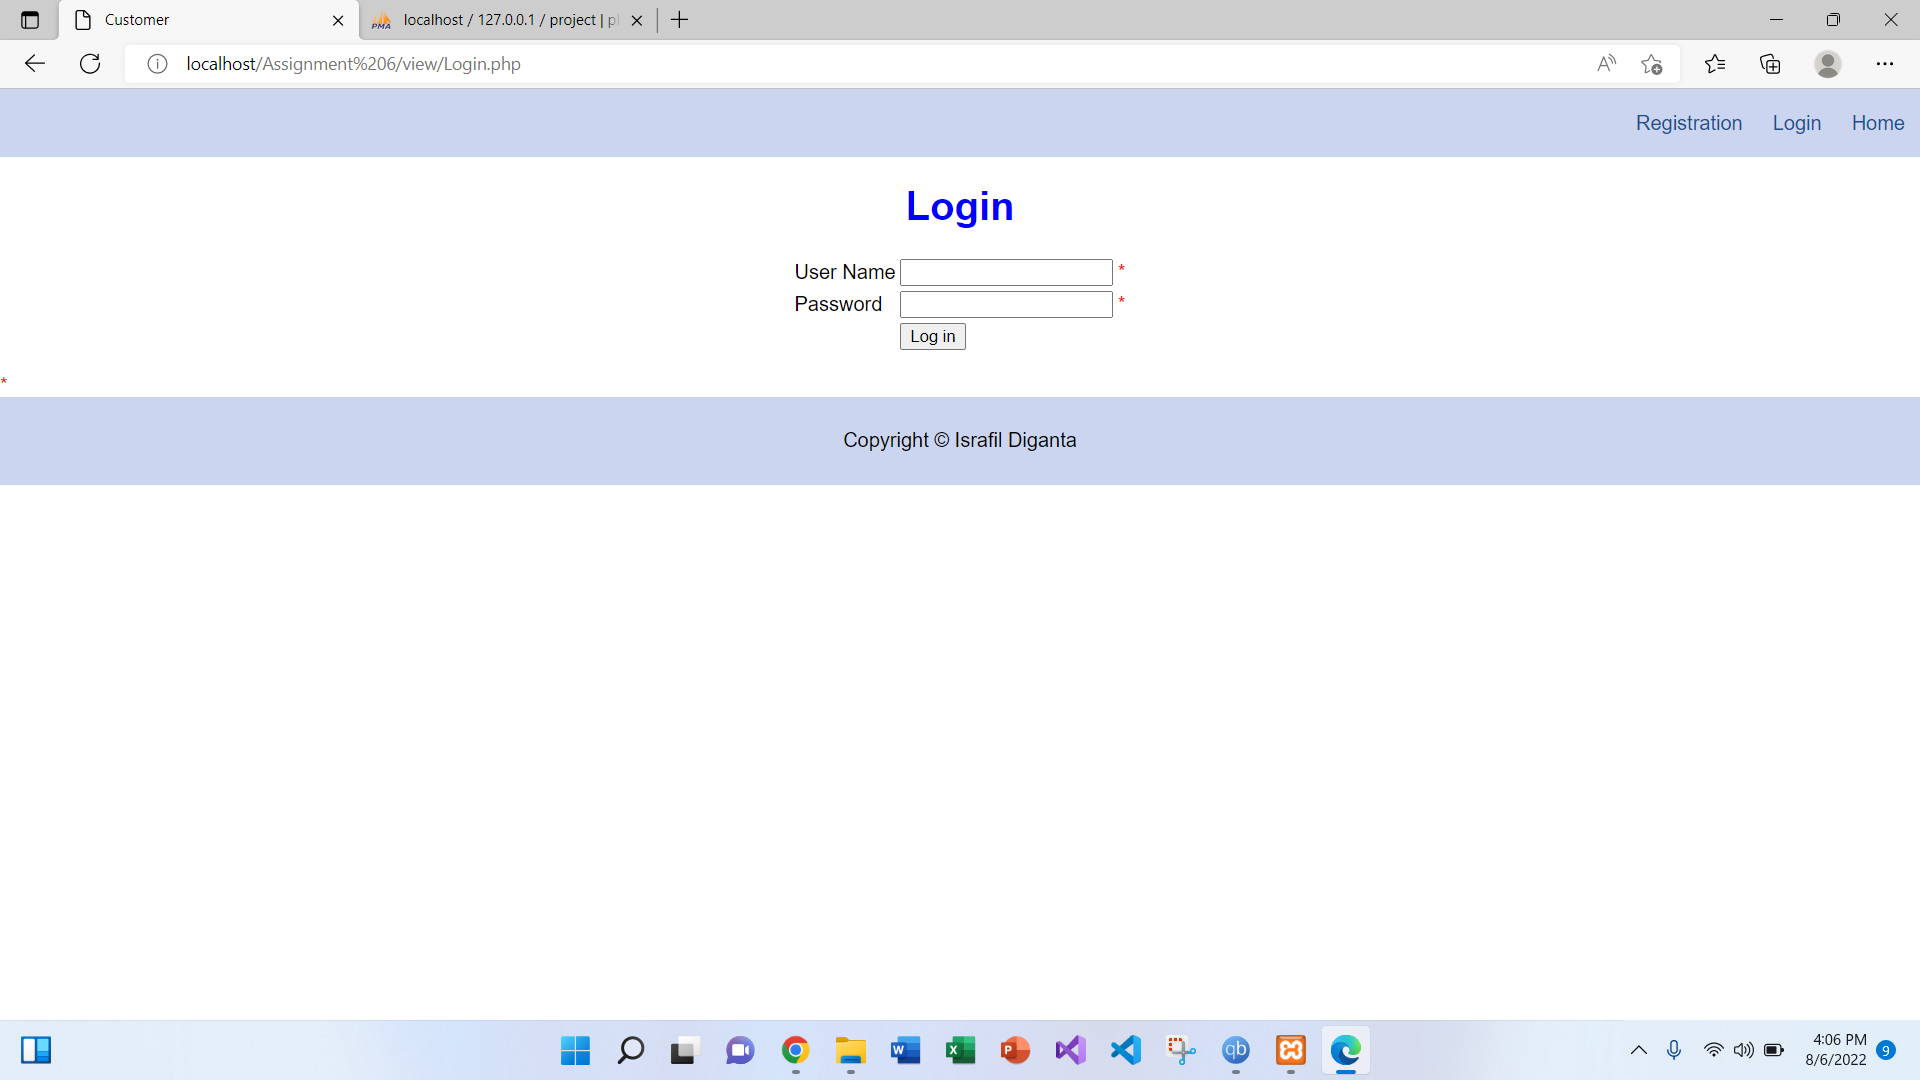 Customer
localhost / 127.0.0.1 / project |
localhost/Assignment%206/view/Login.php
Registration Login Home
Login
User Name *
Password *
Log in
*
Copyright © Israfil Diganta
4:06 PM
8/6/2022 9